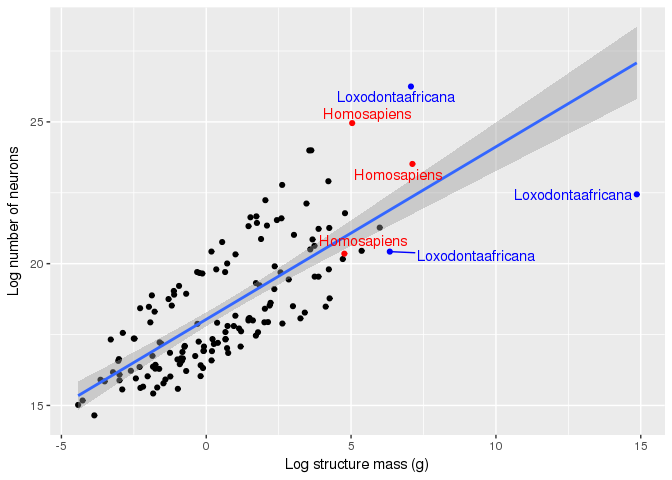 Log number of neurons
25
20
15
Loxodontaafricana
Homosapiens
Homosapiens
Loxodontaafricana
Homosapiens
Loxodontaafricana
-5
0
5
10
15
Log structure mass (g)